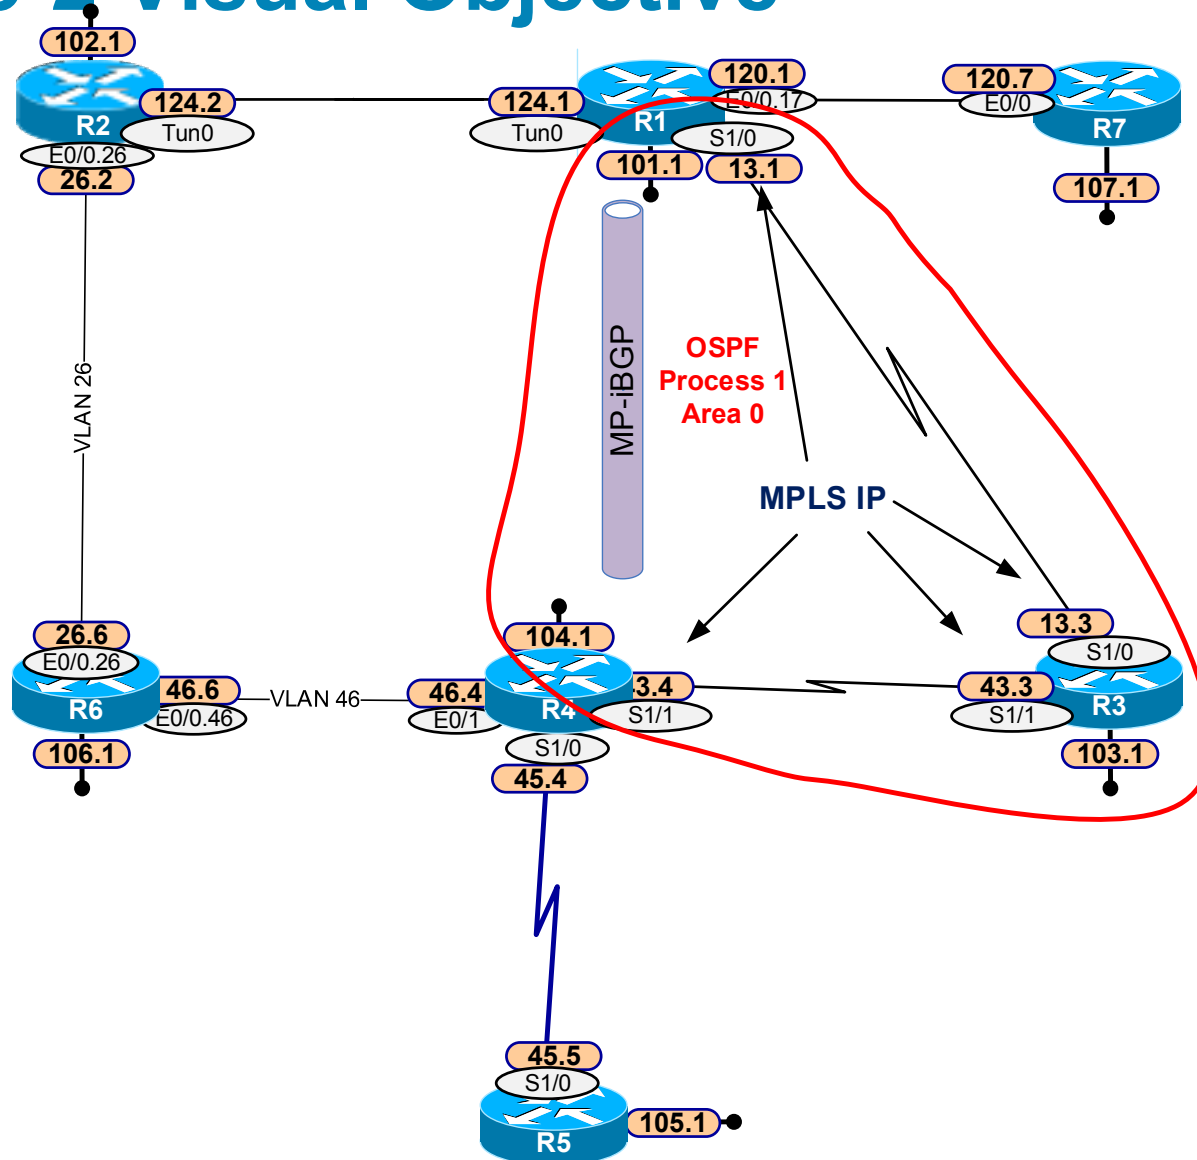 2 Visual Objective
102.1
124.2
R2
Tun0
E0/0.26
26.2
124.1
Tun0
R1
120.1
E0/0.17
S1/0
101.1
13.1
120.7
E0/0
R7
107.1
VLAN 26
MP-iBGP
OSPF
Process 1
Area 0
MPLS IP
26.6
E0/0.26
R6
46.6
E0/0.46
106.1
VLAN 46
104.1
46.4
E0/1
R4
3.4
S1/1
S1/0
45.4
13.3
S1/0
43.3
S1/1
R3
103.1
45.5
S1/0
R5
105.1